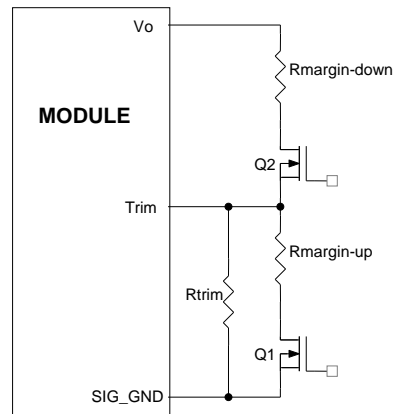 Vo
Rmargin-down
MODULE
Q2
Trim
Rmargin-up
Rtrim
Q1
SIG_GND